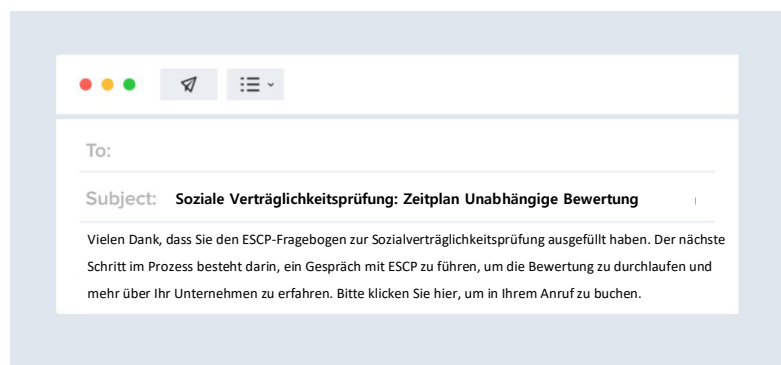 To:
Subject: Soziale Verträglichkeitsprüfung: Zeitplan Unabhängige Bewertung
Vielen Dank, dass Sie den ESCP-Fragebogen zur Sozialverträglichkeitsprüfung ausgefüllt haben. Der nächste
Schritt im Prozess besteht darin, ein Gespräch mit ESCP zu führen, um die Bewertung zu durchlaufen und
mehr über Ihr Unternehmen zu erfahren. Bitte klicken Sie hier, um in Ihrem Anruf zu buchen.